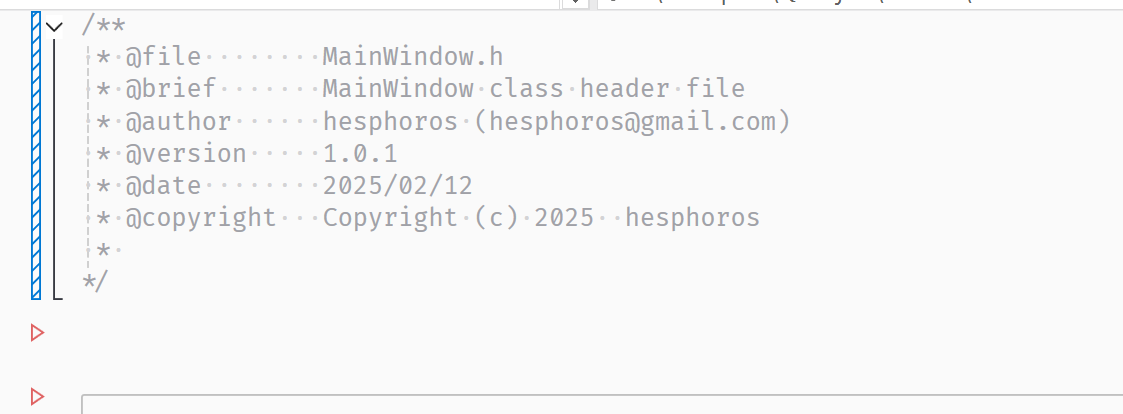 /**
 * @file        MainWindow.h
 * @brief       MainWindow class header file
 * @author      hesphoros (hesphoros@gmail.com)
 * @version     1.0.1
 * @date        2025/02/12
 * @copyright   Copyright (c) 2025  hesphoros
 * 
*/